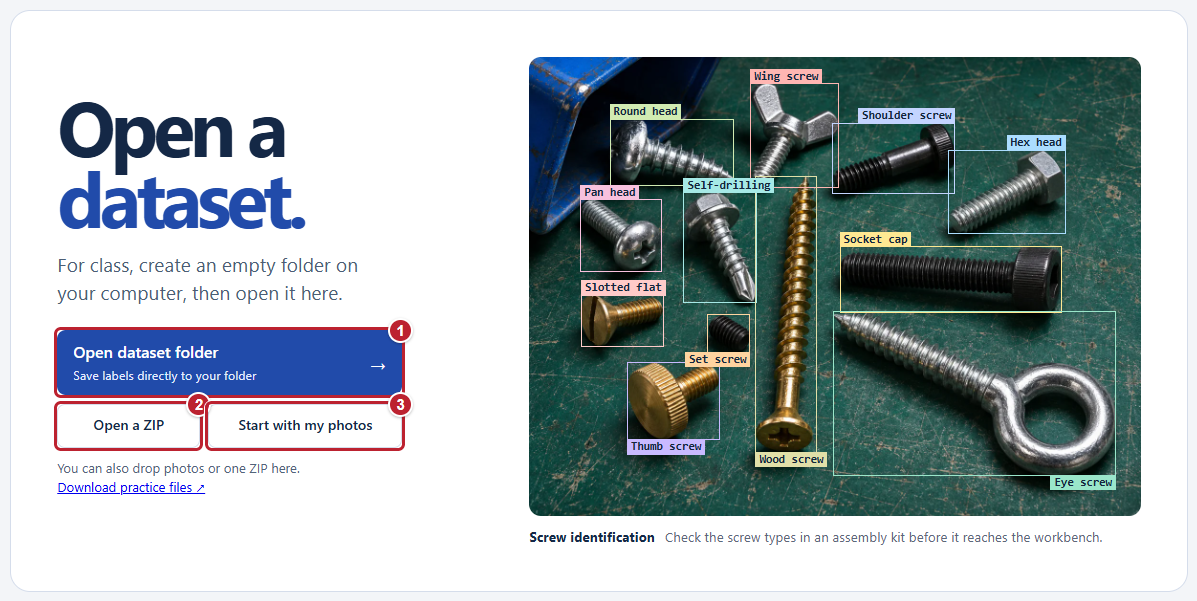 Open a
dataset.
For class, create an empty folder on
your computer, then open it here.
1
Open dataset folder
Save labels directly to your folder
→
2
Open a ZIP
3
Start with my photos
You can also drop photos or one ZIP here.
Download practice files ↗
Wing screw
Round head
Shoulder screw
Hex head
Pan head
Self-drilling
Socket cap
Slotted flat
Set screw
Thumb screw
Wood screw
Eye screw
Screw identification Check the screw types in an assembly kit before it reaches the workbench.